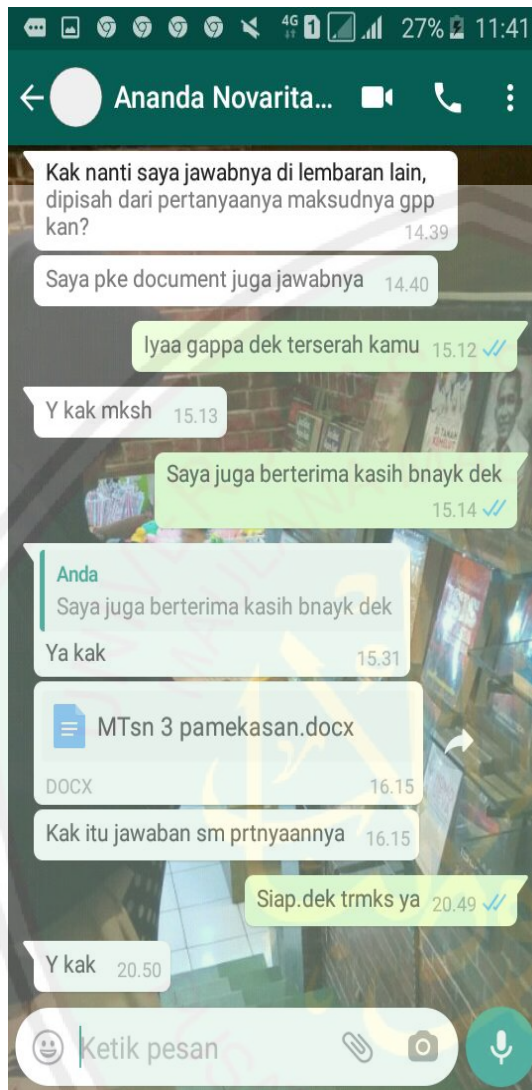 4G 1 27% 11:41
Ananda Novarita...
Kak nanti saya jawabnya di lembaran lain,
dipisah dari pertanyaanya maksudnya gpp
kan?
14.39
Saya pke document juga jawabnya 14.40
Iyaa gappa dek terserah kamu 15.12
Y kak mksh 15.13
Saya juga berterima kasih bnayk dek
15.14
Anda
Saya juga berterima kasih bnayk dek
Ya kak 15.31
MTsn 3 pamekasan.docx
DOCX 16.15
Kak itu jawaban sm prtnyaannya 16.15
Siap.dek trmks ya 20.49
Y kak 20.50
Ketik pesan